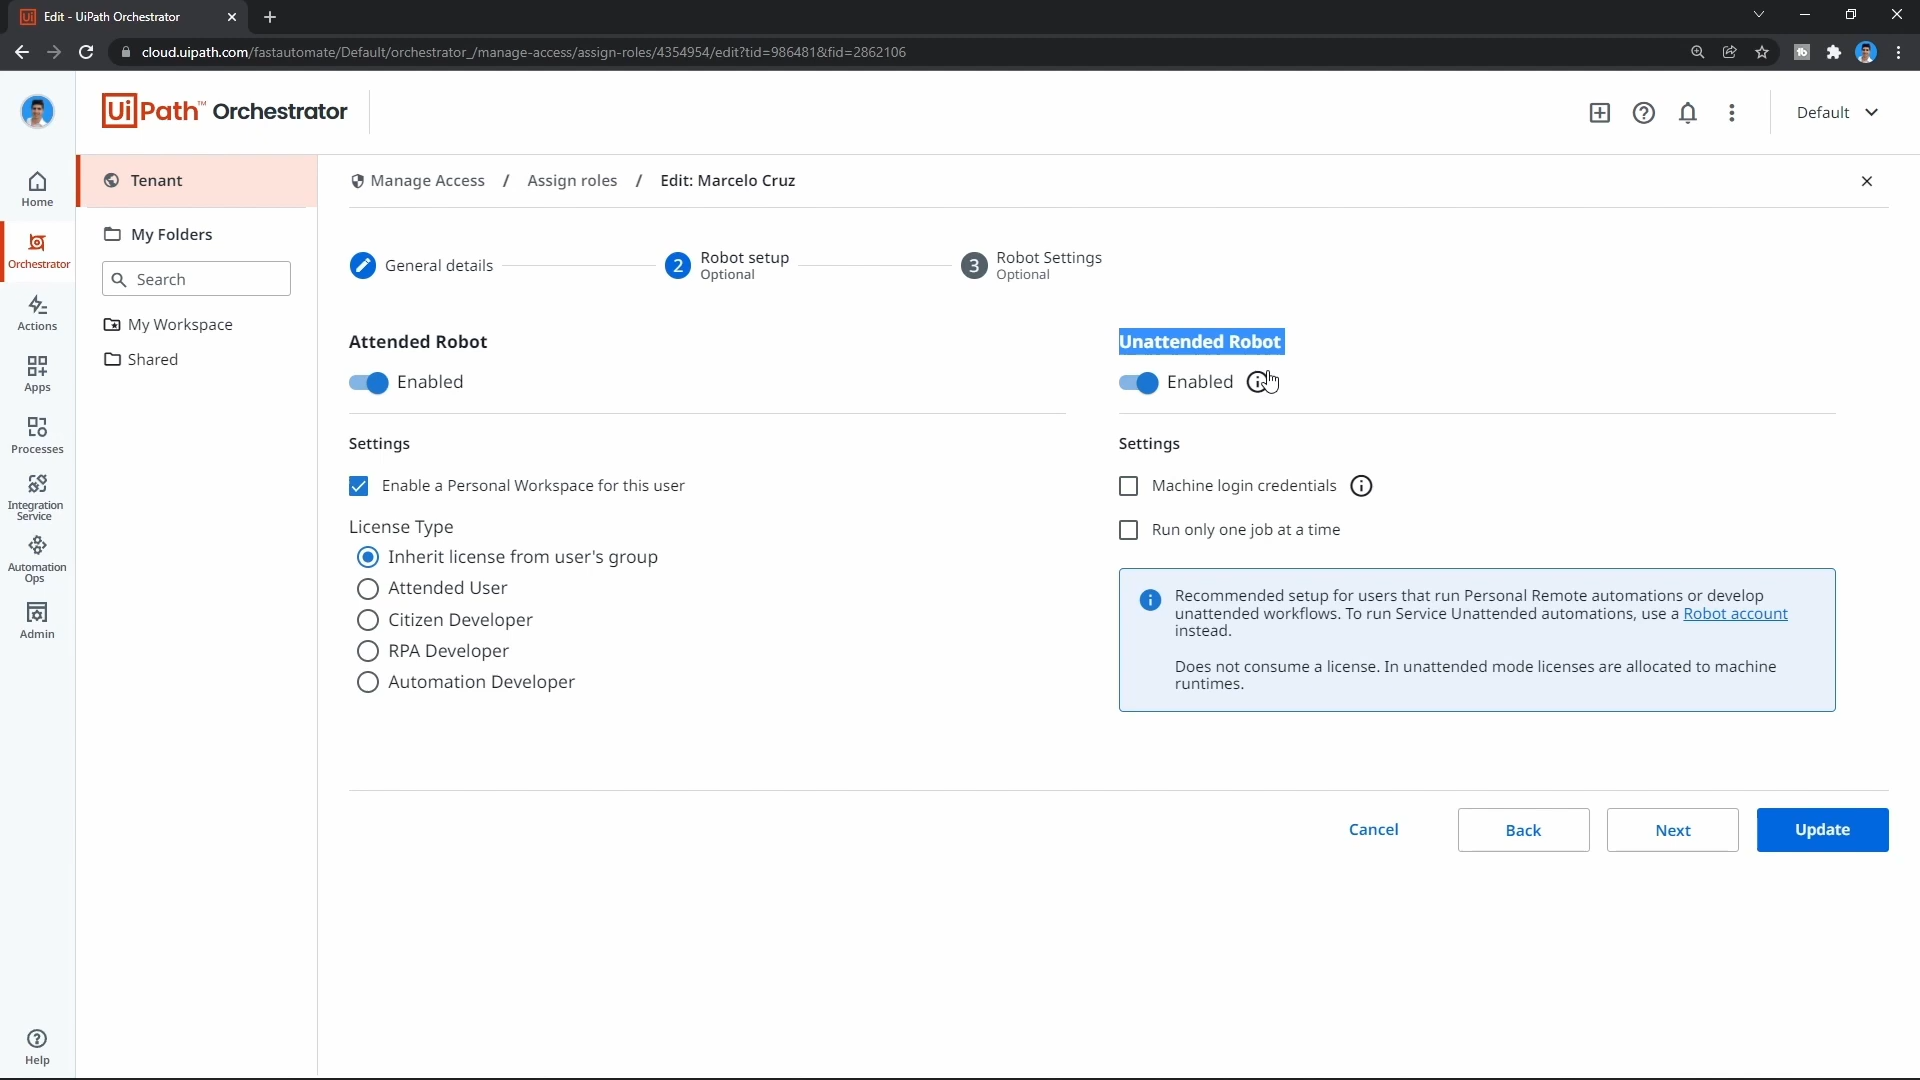 Edit - UiPath Orchestrator
cloud.uipath.com/fastautomate/Default/orchestrator_/manage-access/assign-roles/4354954/edit?tid=986481&fid=2862106
UiPath™ Orchestrator
Default
Home
Orchestrator
Actions
Apps
Processes
Integration
Service
Automation
Ops
Admin
Help
Tenant
My Folders
Search
My Workspace
Shared
Manage Access / Assign roles / Edit: Marcelo Cruz
General details
2 Robot setup
Optional
3 Robot Settings
Optional
Attended Robot
Enabled
Settings
Enable a Personal Workspace for this user
License Type
Inherit license from user's group
Attended User
Citizen Developer
RPA Developer
Automation Developer
Unattended Robot
Enabled
Settings
Machine login credentials
Run only one job at a time
Recommended setup for users that run Personal Remote automations or develop
unattended workflows. To run Service Unattended automations, use a Robot account
instead.
Does not consume a license. In unattended mode licenses are allocated to machine
runtimes.
Cancel
Back
Next
Update